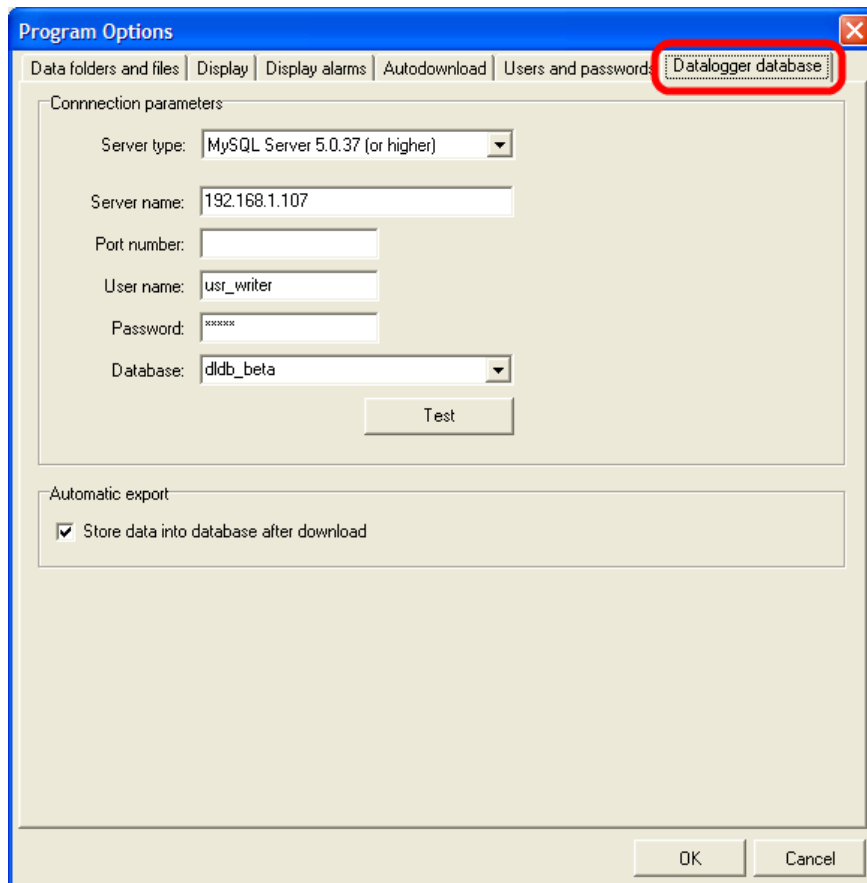 Program Options
Data folders and files Display Display alarms Autodownload Users and passwords Datalogger database
Connnection parameters
Server type: MySQL Server 5.0.37 (or higher)
Server name: 192.168.1.107
Port number:
User name: usr_writer
Password: *****
Database: dldb_beta
Test
Automatic export
Store data into database after download
OK Cancel